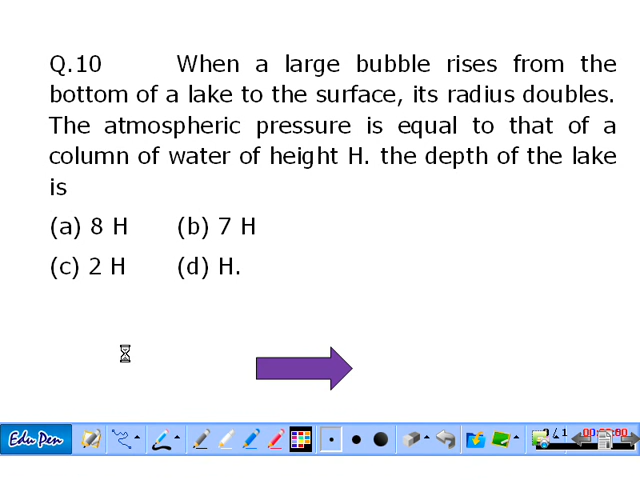 Q.10 When a large bubble rises from the
bottom of a lake to the surface, its radius doubles.
The atmospheric pressure is equal to that of a
column of water of height H. the depth of the lake
is
(a) 8 H (b) 7 H
(c) 2 H (d) H.
Edu Pen